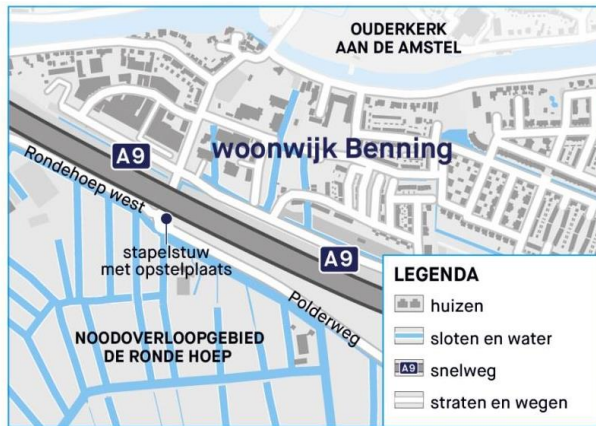 OUDERKERK
AAN DE AMSTEL
woonwijk Benning
A9
Rondehoep west
stapelstuw
met opstelplaats
A9
Polderweg
NOODOVERLOOPGEBIED
DE RONDE HOEP
LEGENDA
huizen
sloten en water
A9 snelweg
straten en wegen